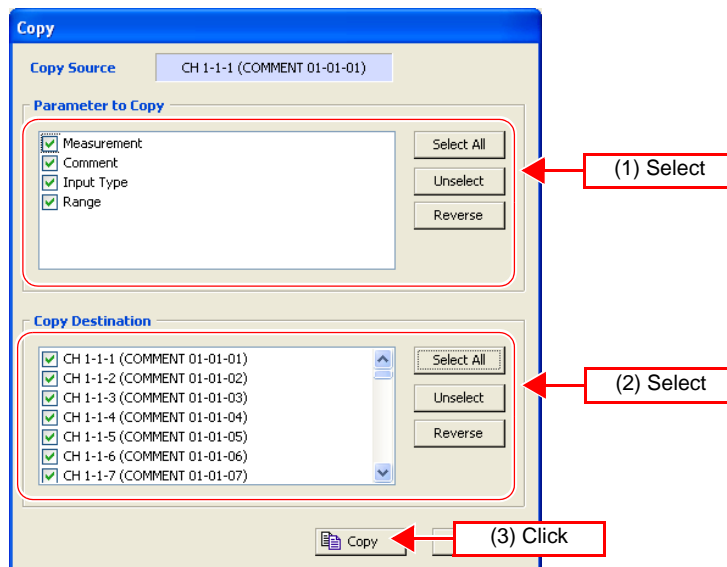 Copy
Copy Source CH 1-1-1 (COMMENT 01-01-01)
Parameter to Copy
Measurement
Comment
Input Type
Range
Select All
Unselect
Reverse
(1) Select
Copy Destination
CH 1-1-1 (COMMENT 01-01-01)
CH 1-1-2 (COMMENT 01-01-02)
CH 1-1-3 (COMMENT 01-01-03)
CH 1-1-4 (COMMENT 01-01-04)
CH 1-1-5 (COMMENT 01-01-05)
CH 1-1-6 (COMMENT 01-01-06)
CH 1-1-7 (COMMENT 01-01-07)
Select All
Unselect
Reverse
(2) Select
Copy
(3) Click